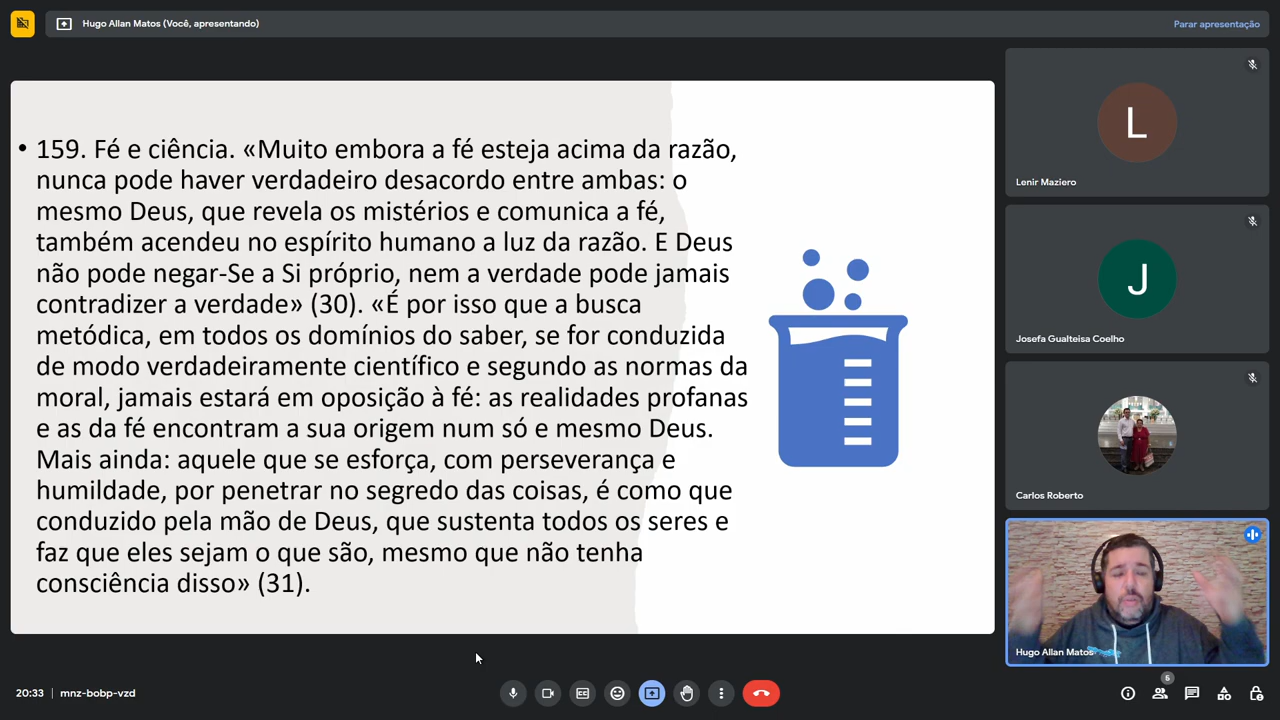 Hugo Allan Matos (Você, apresentando)
Parar apresentação
• 159. Fé e ciência. «Muito embora a fé esteja acima da razão,
nunca pode haver verdadeiro desacordo entre ambas: o
mesmo Deus, que revela os mistérios e comunica a fé,
também acendeu no espírito humano a luz da razão. E Deus
não pode negar-Se a Si próprio, nem a verdade pode jamais
contradizer a verdade» (30). «É por isso que a busca
metódica, em todos os domínios do saber, se for conduzida
de modo verdadeiramente científico e segundo as normas da
moral, jamais estará em oposição à fé: as realidades profanas
e as da fé encontram a sua origem num só e mesmo Deus.
Mais ainda: aquele que se esforça, com perseverança e
humildade, por penetrar no segredo das coisas, é como que
conduzido pela mão de Deus, que sustenta todos os seres e
faz que eles sejam o que são, mesmo que não tenha
consciência disso» (31).
L
Lenir Maziero
J
Josefa Gualteisa Coelho
Carlos Roberto
Hugo Allan Matos
20:33 | mnz-bobp-vzd
6